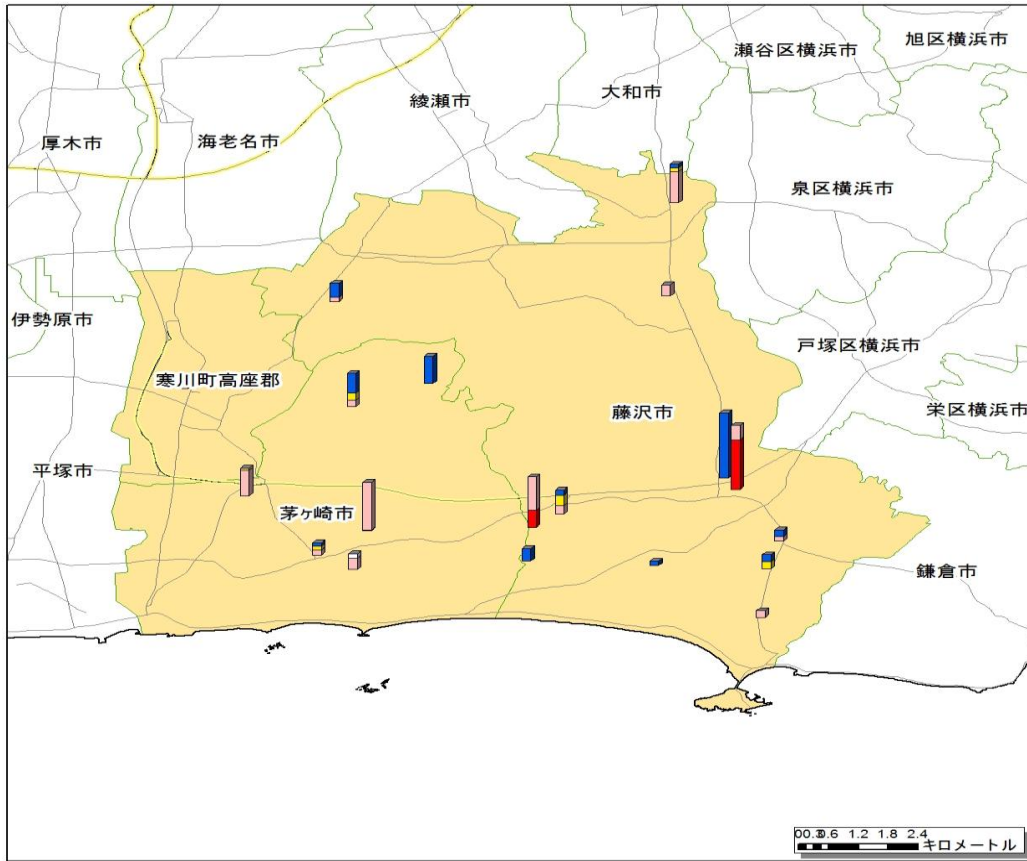 旭区横浜市
瀬谷区横浜市
大和市
綾瀬市
海老名市
厚木市
泉区横浜市
伊勢原市
戸塚区横浜市
寒川町高座郡
藤沢市
栄区横浜市
平塚市
茅ヶ崎市
鎌倉市
00.30.6 1.2 1.8 2.4
キロメートル